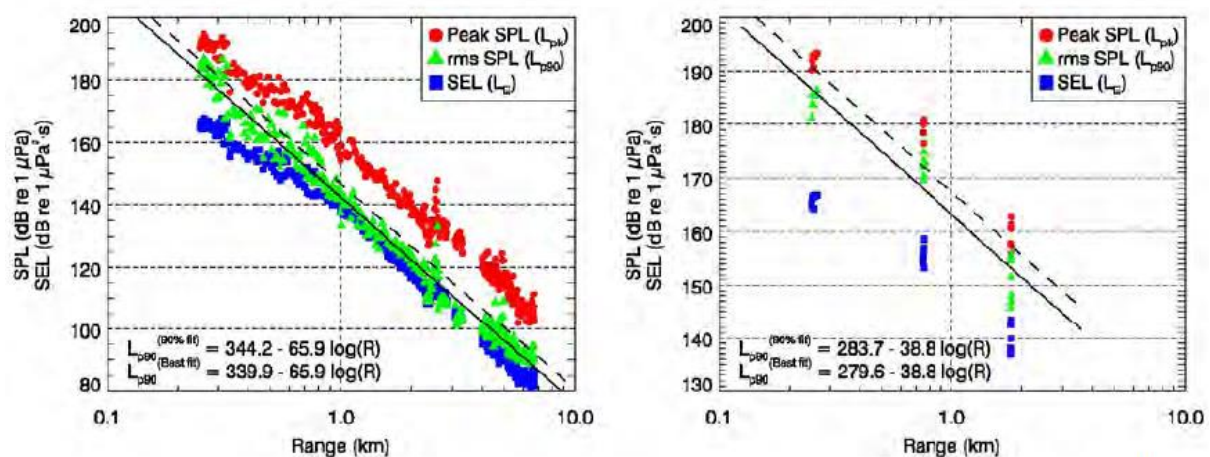 Peak SPL (Lpk)
rms SPL (Lp90)
SEL (LE)
SPL (dB re 1 μPa)
SEL (dB re 1 μPa²·s)
180
160
140
120
100
80
Lp90(90% fit) = 344.2 - 65.9 log(R)
Lp90(Best fit) = 339.9 - 65.9 log(R)
0.1
1.0
10.0
Range (km)
Peak SPL (Lpk)
rms SPL (Lp90)
SEL (LE)
SPL (dB re 1 μPa)
SEL (dB re 1 μPa²·s)
200
190
180
170
160
150
140
130
Lp90(90% fit) = 283.7 - 38.8 log(R)
Lp90(Best fit) = 279.6 - 38.8 log(R)
0.1
1.0
10.0
Range (km)